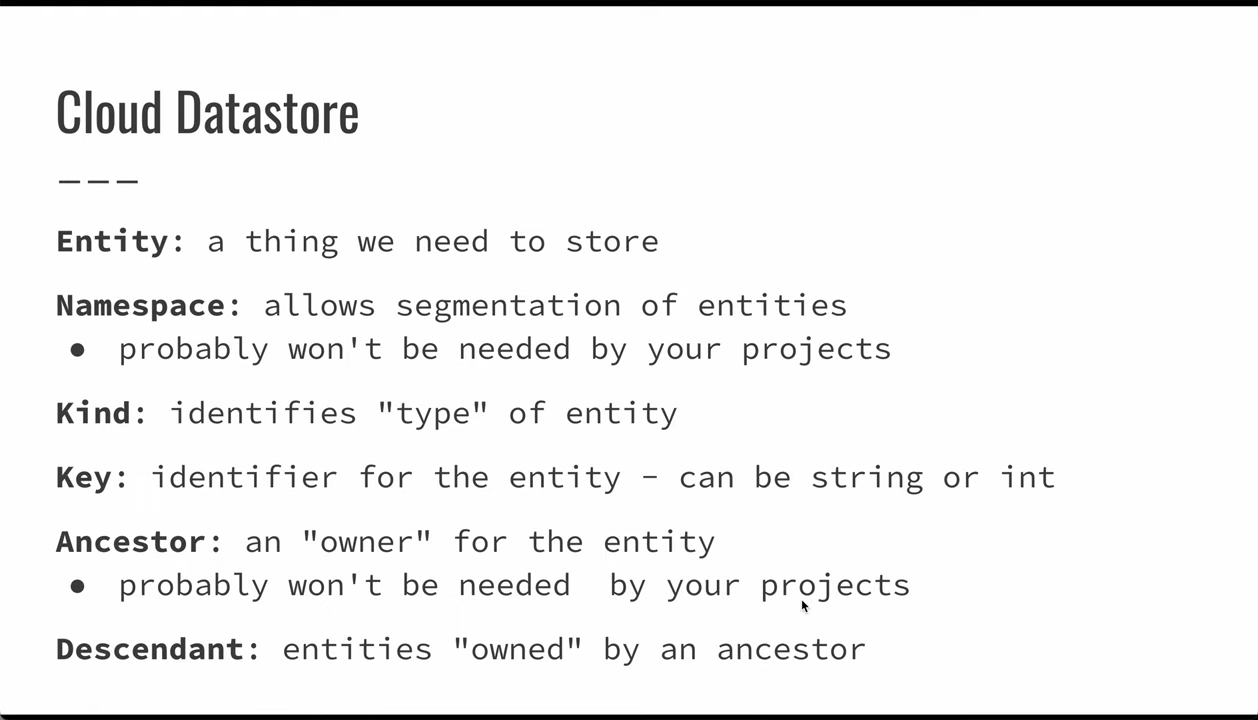 Cloud Datastore
———
Entity: a thing we need to store
Namespace: allows segmentation of entities
● probably won't be needed by your projects
Kind: identifies "type" of entity
Key: identifier for the entity – can be string or int
Ancestor: an "owner" for the entity
● probably won't be needed  by your projects
Descendant: entities "owned" by an ancestor